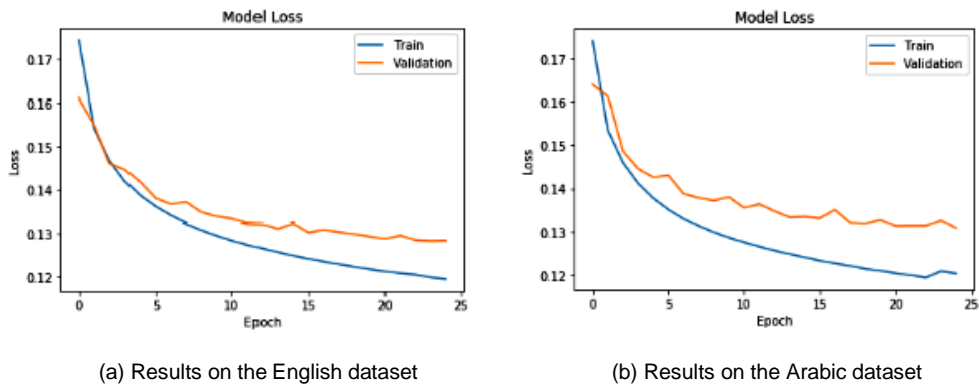 Model Loss
Train
Validation
0.17
0.16
0.15
0.14
0.13
0.12
Loss
0 5 10 15 20 25
Epoch
(a) Results on the English dataset
Model Loss
Train
Validation
0.17
0.16
0.15
0.14
0.13
0.12
Loss
0 5 10 15 20 25
Epoch
(b) Results on the Arabic dataset